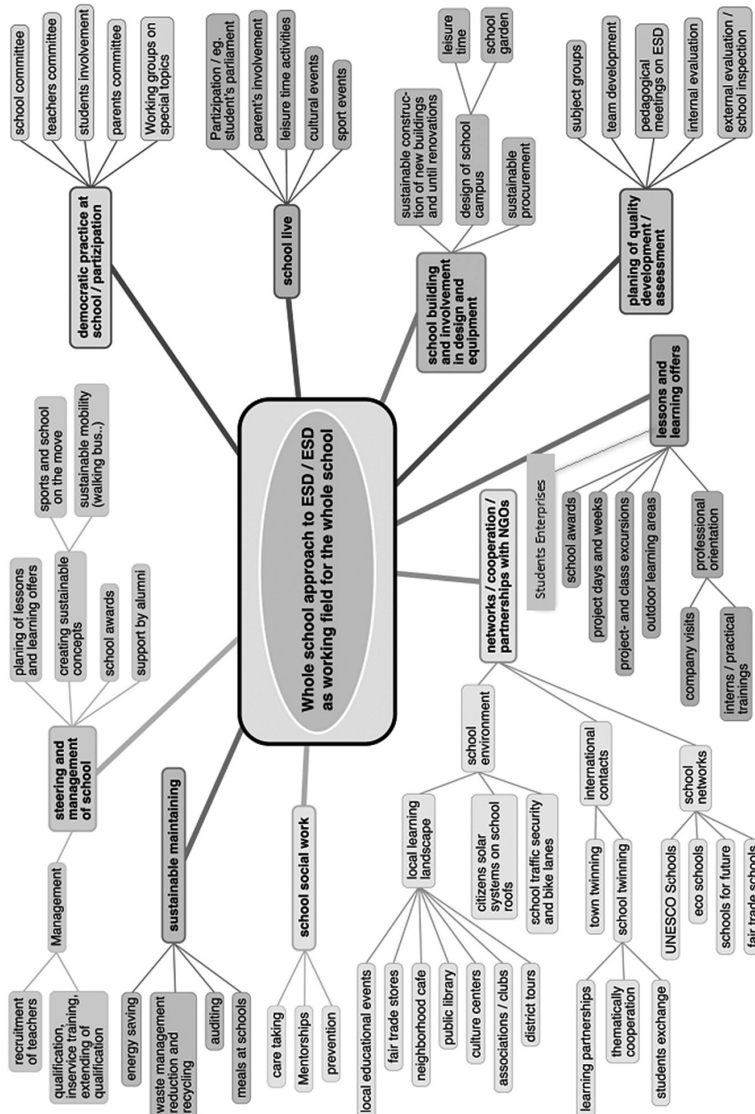 Whole school approach to ESD / ESD
as working field for the whole school
steering and
management
of school
Management
recruitment
of teachers
qualification,
inservice training,
extending of
qualification
planing of lessons
and learning offers
creating sustainable
concepts
sports and school
on the move
sustainable mobility
(walking bus..)
school awards
support by alumni
democratic practice at
school / partizipation
school committee
teachers committee
students involvement
parents committee
Working groups on
special topics
sustainable maintaining
energy saving
waste management
reduction and
recycling
auditing
meals at schools
school live
Partizipation / eg.
student's parliament
parent's involvement
leisure time activities
cultural events
sport events
school social work
care taking
Mentorships
prevention
school building
and involvement
in design and
equipment
sustainable construc-
tion of new buildings
and until renovations
design of school
campus
leisure
time
school
garden
sustainable
procurement
networks / cooperation /
partnerships with NGOs
school
environment
local learning
landscape
local educational events
fair trade stores
neighborhood cafe
public library
culture centers
associations / clubs
district tours
citizens solar
systems on school
roofs
school traffic security
and bike lanes
international
contacts
town twinning
school twinning
learning partnerships
thematically
cooperation
students exchange
school
networks
UNESCO Schools
eco schools
schools for future
fair trade schools
lessons and
learning offers
Students Enterprises
school awards
project days and weeks
project- and class excursions
outdoor learning areas
professional
orientation
company visits
interns / practical
trainings
planing of quality
development /
assessment
subject groups
team development
pedagogical
meetings on ESD
internal evaluation
external evaluation /
school inspection